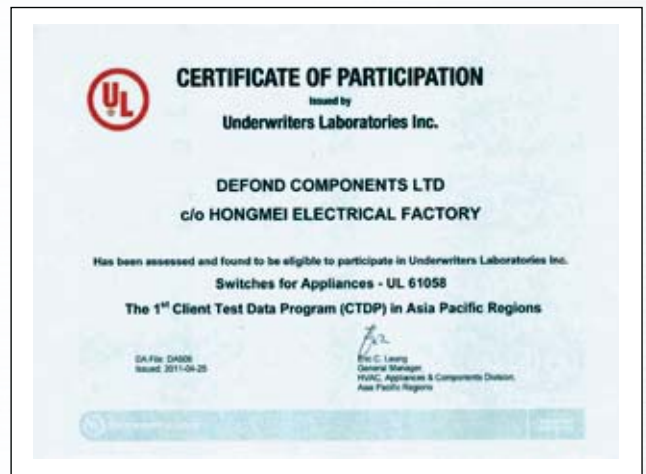 UL
CERTIFICATE OF PARTICIPATION
Issued by
Underwriters Laboratories Inc.
DEFOND COMPONENTS LTD
c/o HONGMEI ELECTRICAL FACTORY
Has been assessed and found to be eligible to participate in Underwriters Laboratories Inc.
Switches for Appliances - UL 61058
The 1st Client Test Data Program (CTDP) in Asia Pacific Regions
DA File:
Issued: 2011-04-
Eric C. Leung
General Manager
HVAC, Appliances & Components Division,
Asia Pacific Regions